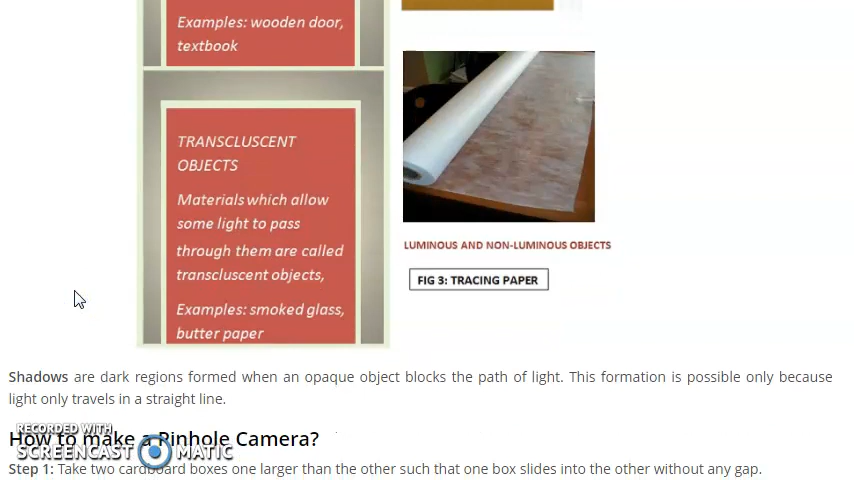 Examples: wooden door,
textbook
TRANSCLUSCENT
OBJECTS
Materials which allow
some light to pass
through them are called
transcluscent objects,
Examples: smoked glass,
butter paper
LUMINOUS AND NON-LUMINOUS OBJECTS
FIG 3: TRACING PAPER
Shadows are dark regions formed when an opaque object blocks the path of light. This formation is possible only because
light only travels in a straight line.
How to make a Pinhole Camera?
RECORDED WITH
SCREENCAST MATIC
Step 1: Take two cardboard boxes one larger than the other such that one box slides into the other without any gap.